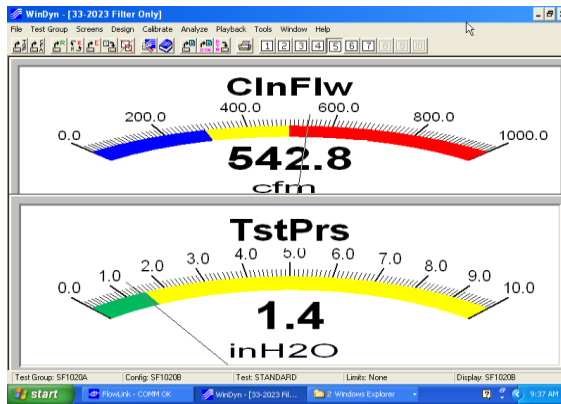 WinDyn - [33-2023 Filter Only]
File Test Group Screens Design Calibrate Analyze Playback Tools Window Help
1 2 3 4 5 6 7 8 9 10
ClnFlw
0.0 200.0 400.0 600.0 800.0 1000.0
542.8
cfm
TstPrs
0.0 1.0 2.0 3.0 4.0 5.0 6.0 7.0 8.0 9.0 10.0
1.4
inH2O
Test Group: SF1020A Config: SF1020B Test: STANDARD Limits: None Display: SF1020B
start FlowLink - COMM OK WinDyn - [33-2023 Fil... 2 Windows Explorer 9:37 AM